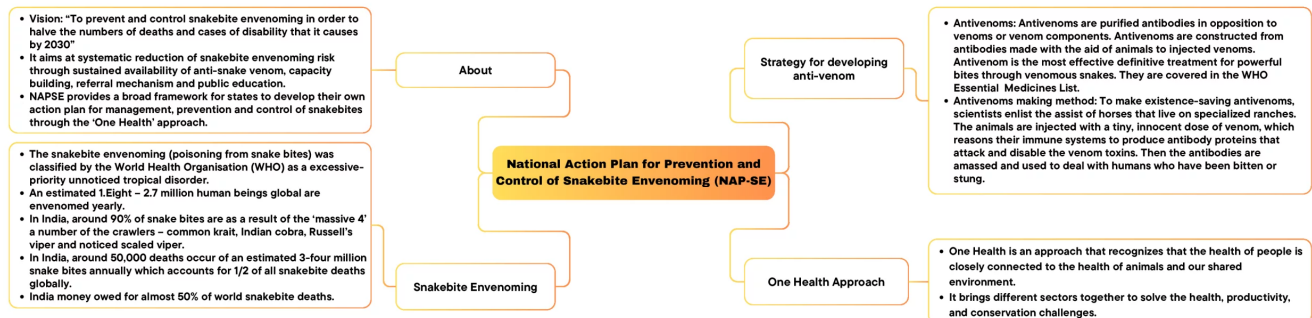 • Vision: “To prevent and control snakebite envenoming in order to
halve the numbers of deaths and cases of disability that it causes
by 2030”
• It aims at systematic reduction of snakebite envenoming risk
through sustained availability of anti-snake venom, capacity
building, referral mechanism and public education.
• NAPSE provides a broad framework for states to develop their own
action plan for management, prevention and control of snakebites
through the ‘One Health’ approach.
About
• The snakebite envenoming (poisoning from snake bites) was
classified by the World Health Organisation (WHO) as a excessive-
priority unnoticed tropical disorder.
• An estimated 1.Eight – 2.7 million human beings global are
envenomed yearly.
• In India, around 90% of snake bites are as a result of the ‘massive 4’
a number of the crawlers – common krait, Indian cobra, Russell’s
viper and noticed scaled viper.
• In India, around 50,000 deaths occur of an estimated 3-four million
snake bites annually which accounts for 1/2 of all snakebite deaths
globally.
• India money owed for almost 50% of world snakebite deaths.
Snakebite Envenoming
National Action Plan for Prevention and
Control of Snakebite Envenoming (NAP-SE)
Strategy for developing
anti-venom
• Antivenoms: Antivenoms are purified antibodies in opposition to
venoms or venom components. Antivenoms are constructed from
antibodies made with the aid of animals to injected venoms.
Antivenom is the most effective definitive treatment for powerful
bites through venomous snakes. They are covered in the WHO
Essential Medicines List.
• Antivenoms making method: To make existence-saving antivenoms,
scientists enlist the assist of horses that live on specialized ranches.
The animals are injected with a tiny, innocent dose of venom, which
reasons their immune systems to produce antibody proteins that
attack and disable the venom toxins. Then the antibodies are
amassed and used to deal with humans who have been bitten or
stung.
One Health Approach
• One Health is an approach that recognizes that the health of people is
closely connected to the health of animals and our shared
environment.
• It brings different sectors together to solve the health, productivity,
and conservation challenges.